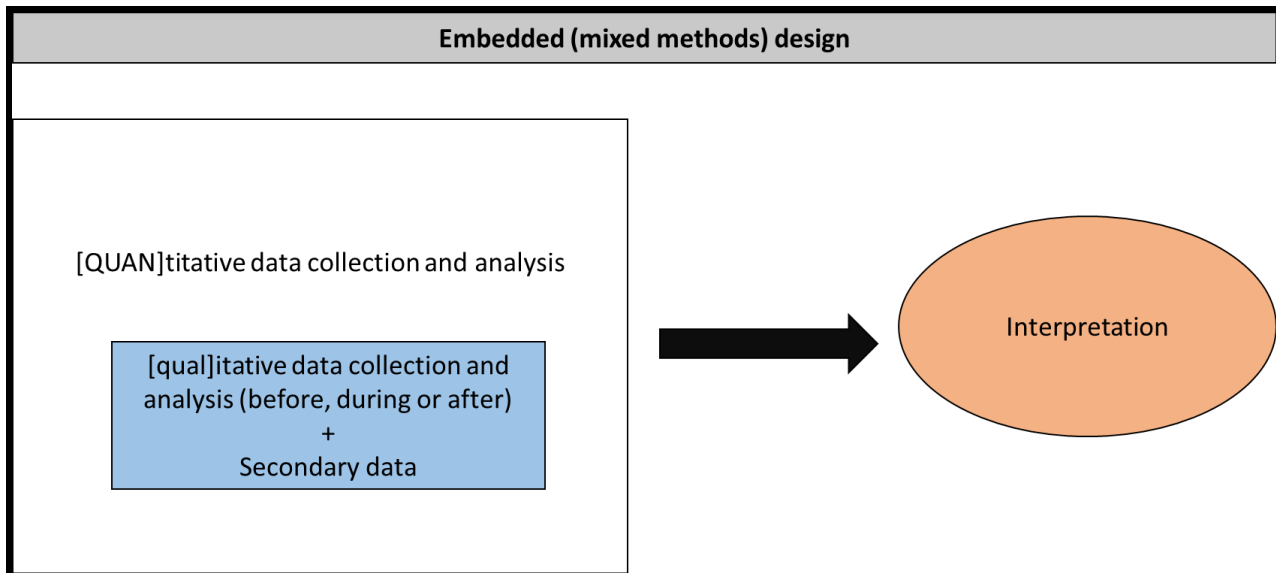 Embedded (mixed methods) design
[QUAN]titative data collection and analysis
[qual]itative data collection and
analysis (before, during or after)
+
Secondary data
Interpretation